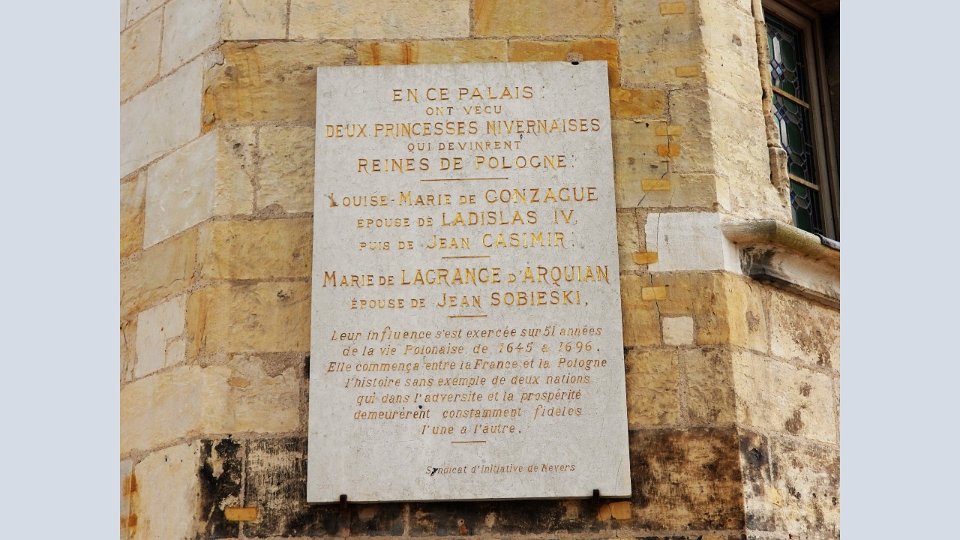 EN CE PALAIS
ONT VÉCU
DEUX PRINCESSES NIVERNAISES
QUI DEVINRENT
REINES DE POLOGNE:
LOUISE-MARIE DE GONZAGUE
ÉPOUSE DE LADISLAS IV,
PUIS DE JEAN CASIMIR.
MARIE DE LAGRANGE D'ARQUIAN
ÉPOUSE DE JEAN SOBIESKI.
Leur influence s'est exercée sur 51 années
de la vie Polonaise de 1645 à 1696.
Elle commença entre la France et la Pologne
l'histoire sans exemple de deux nations
qui dans l'adversité et la prospérité
demeurèrent constamment fidèles
l'une a l'autre.
Syndicat d'Initiative de Nevers